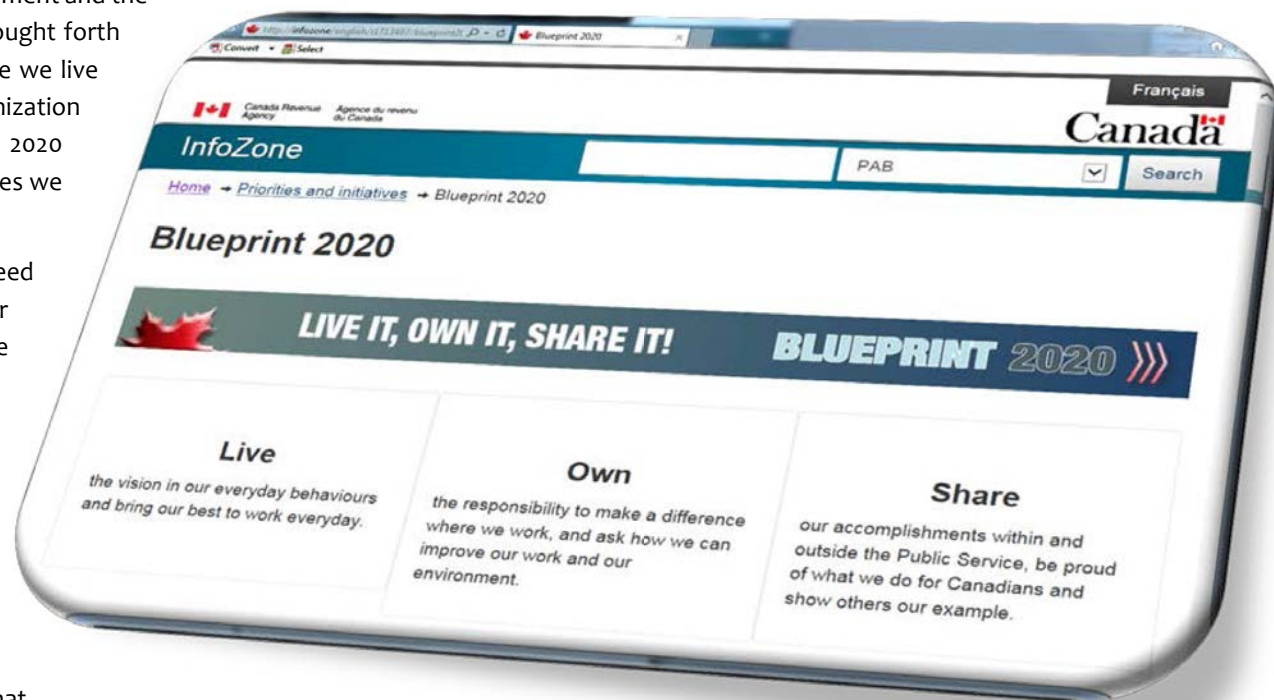 ment and the
ought forth
e we live
nization
2020
es we
eed
r
e
nat
Blueprint 2020
Convert
Select
Français
Canada Revenue Agence du revenu
Agency du Canada
Canada
InfoZone
PAB
Search
Home → Priorities and initiatives → Blueprint 2020
Blueprint 2020
LIVE IT, OWN IT, SHARE IT!
BLUEPRINT 2020
Live
the vision in our everyday behaviours
and bring our best to work everyday.
Own
the responsibility to make a difference
where we work, and ask how we can
improve our work and our
environment.
Share
our accomplishments within and
outside the Public Service, be proud
of what we do for Canadians and
show others our example.